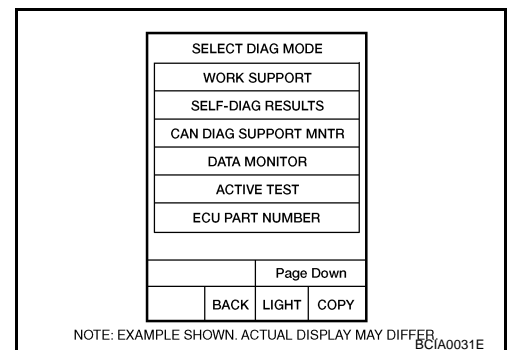 SELECT DIAG MODE
WORK SUPPORT
SELF-DIAG RESULTS
CAN DIAG SUPPORT MNTR
DATA MONITOR
ACTIVE TEST
ECU PART NUMBER
Page Down
BACK LIGHT COPY
NOTE: EXAMPLE SHOWN. ACTUAL DISPLAY MAY DIFFER.
BCIA0031E